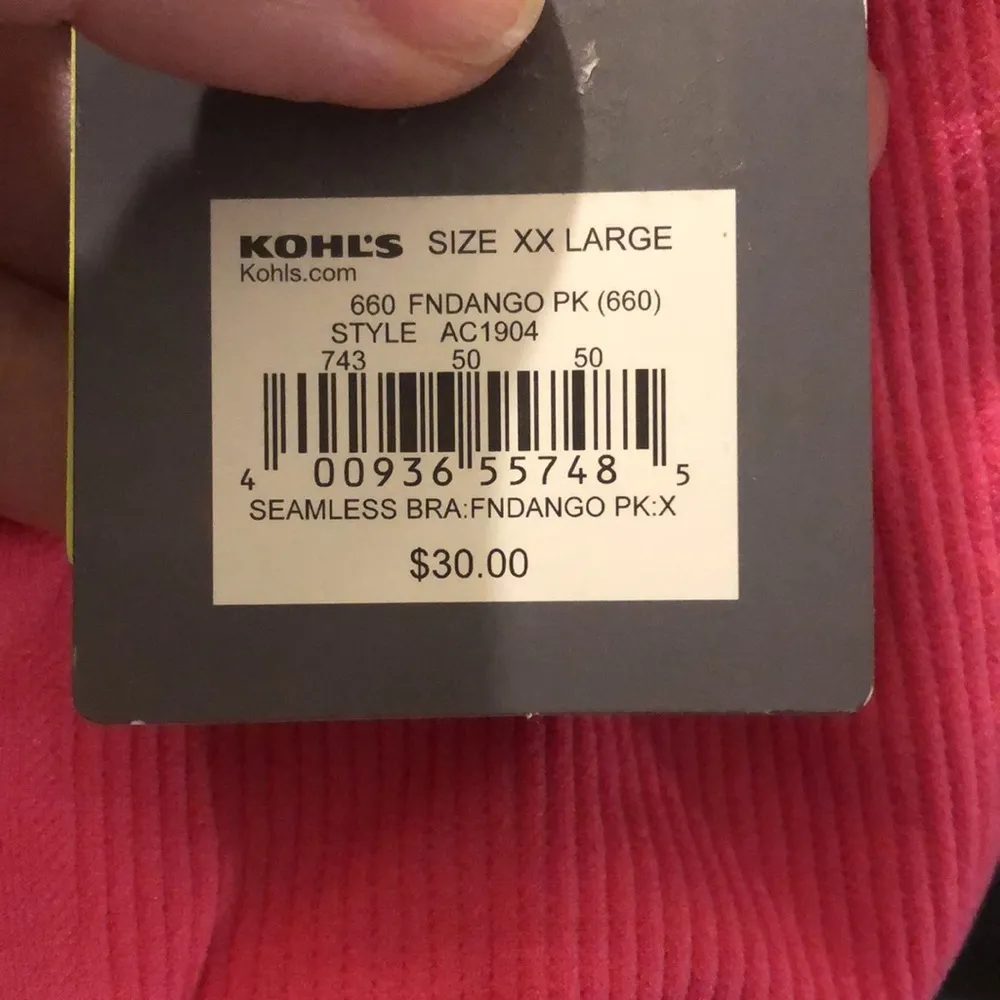 KOHL'S SIZE XX LARGE
Kohls.com
660 FNDANGO PK (660)
STYLE AC1904
743 50 50
4 00936 55748 5
SEAMLESS BRA:FNDANGO PK:X
$30.00